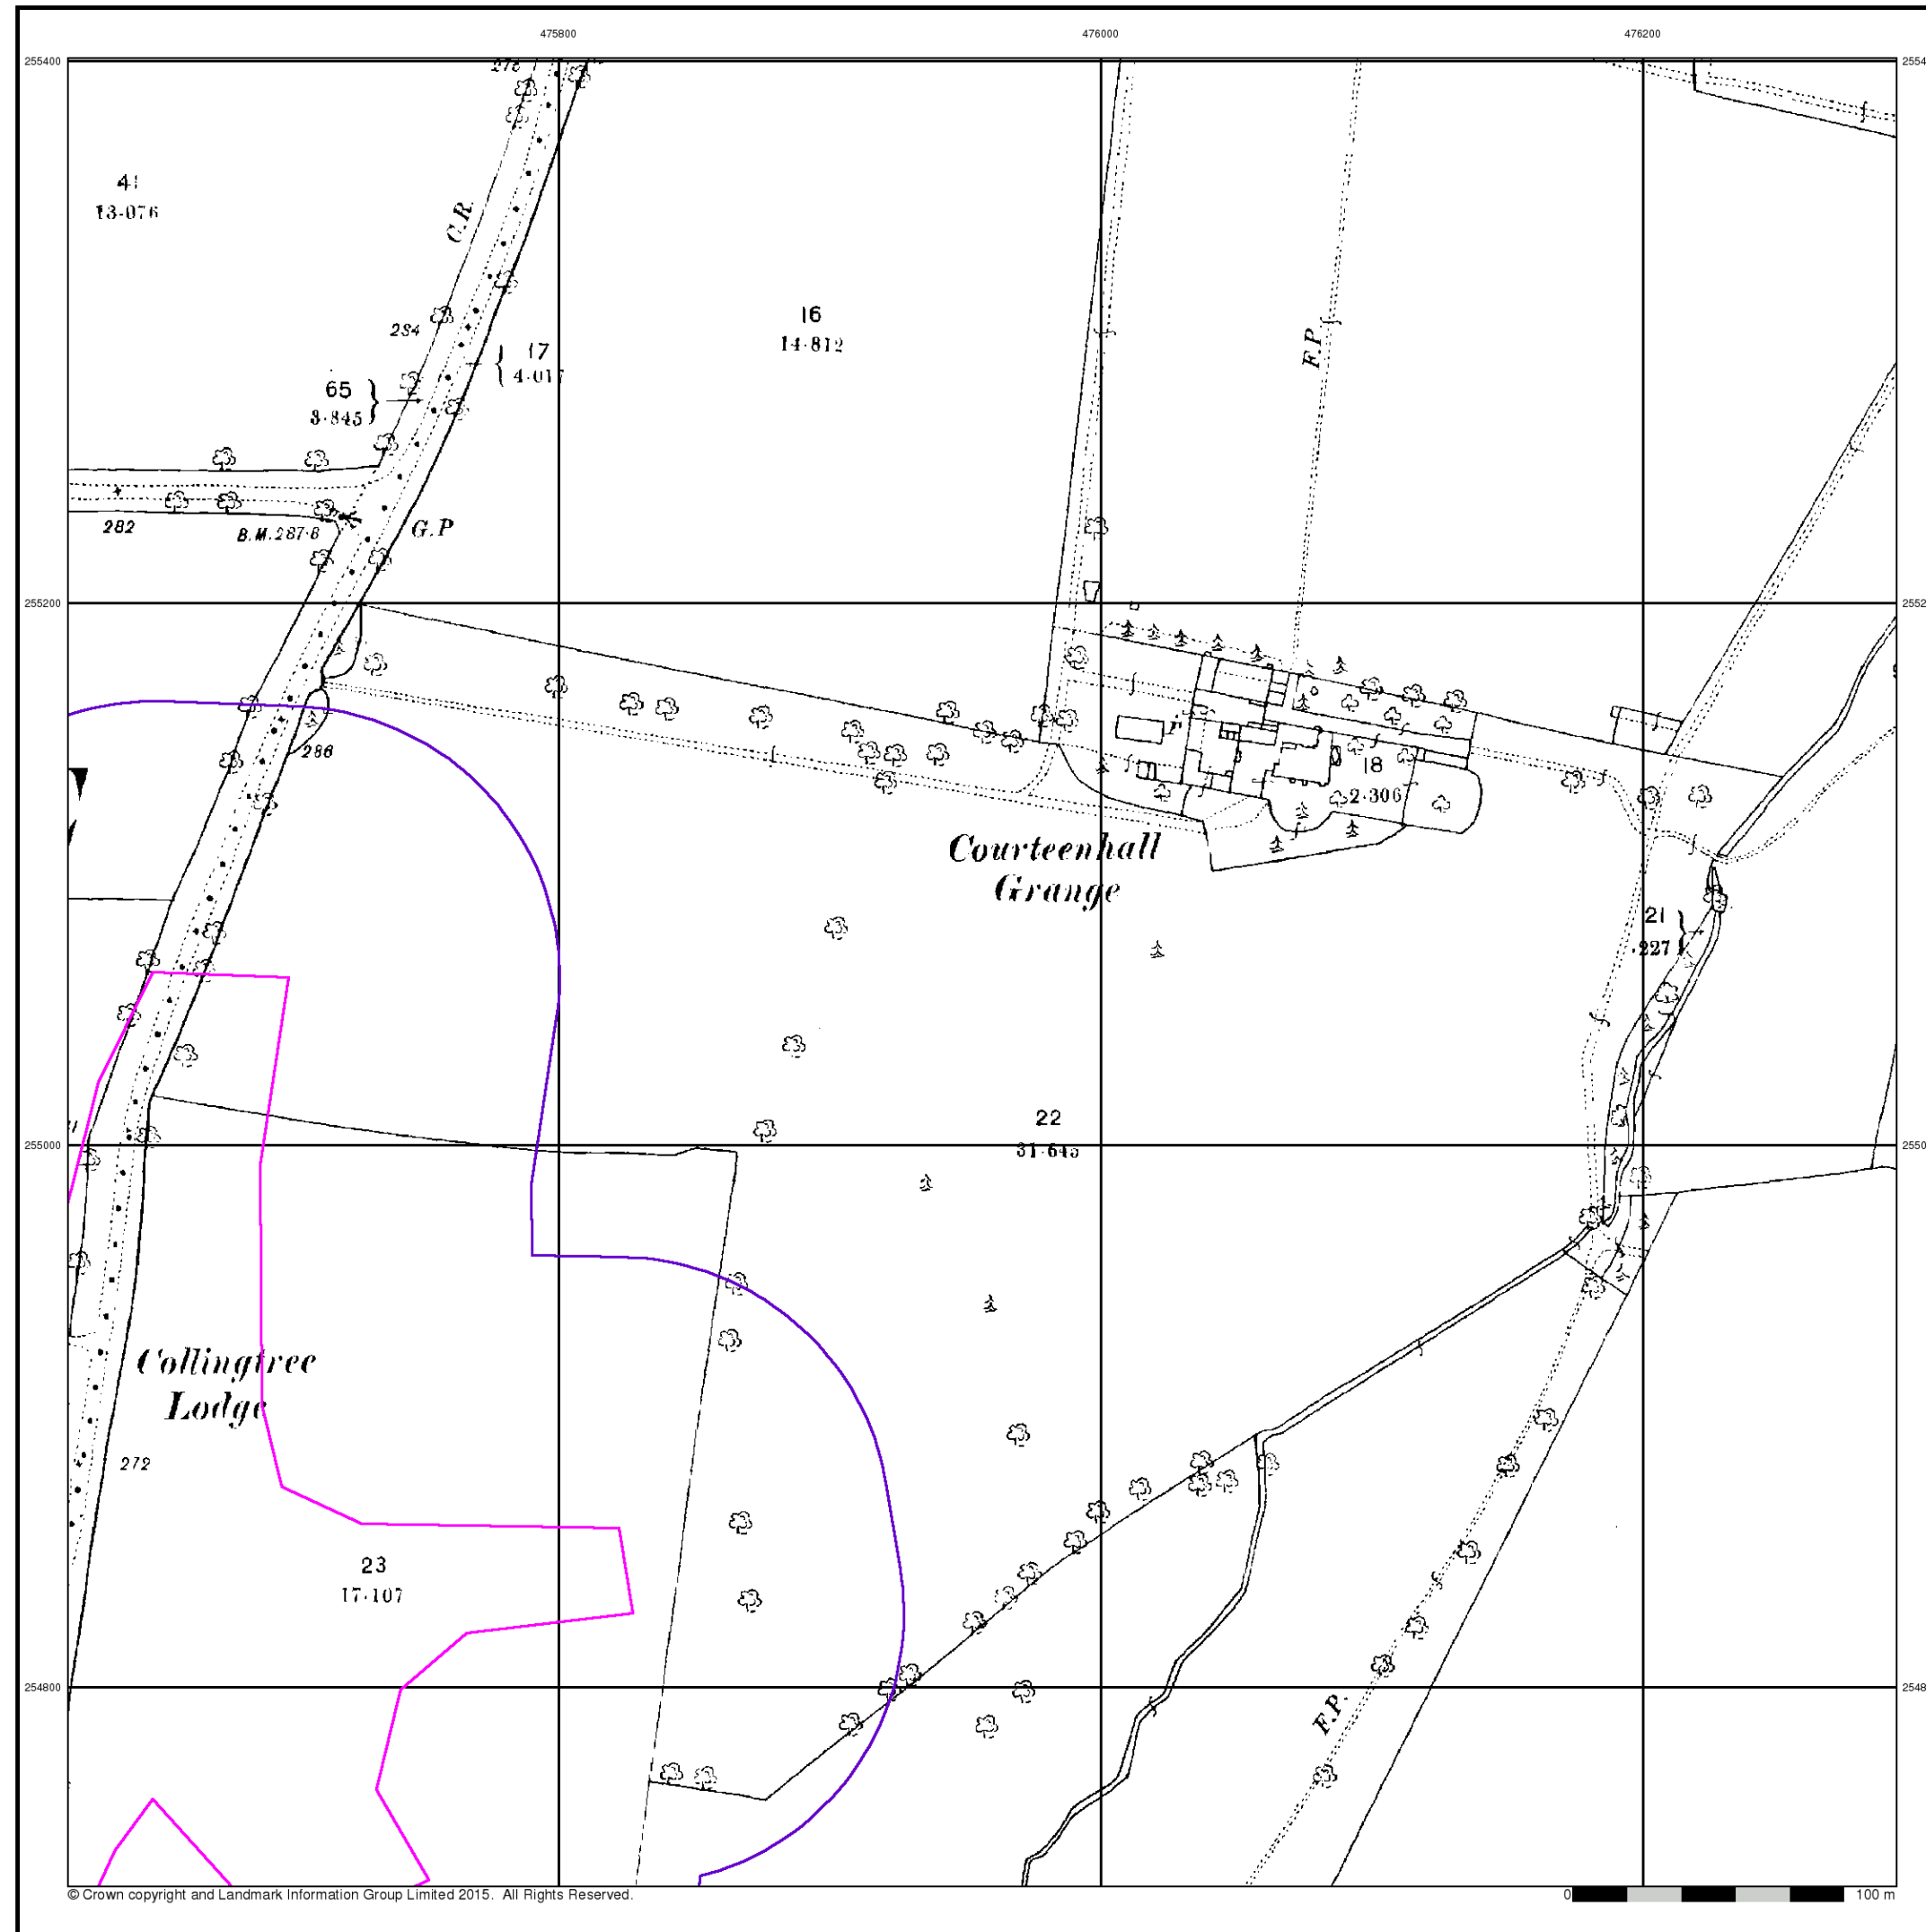 475800
476000
476200
255400
278
41
13·076
C.R.
16
14·812
F.P.
284
17
4·017
65
3·845
282
B.M. 287·8
G.P
255200
286
18
2·306
Courteenhall
Grange
21
·227
22
31·645
255000
Collingtree
Lodge
272
23
17·107
F.P.
254800
© Crown copyright and Landmark Information Group Limited 2015. All Rights Reserved.
0
100 m